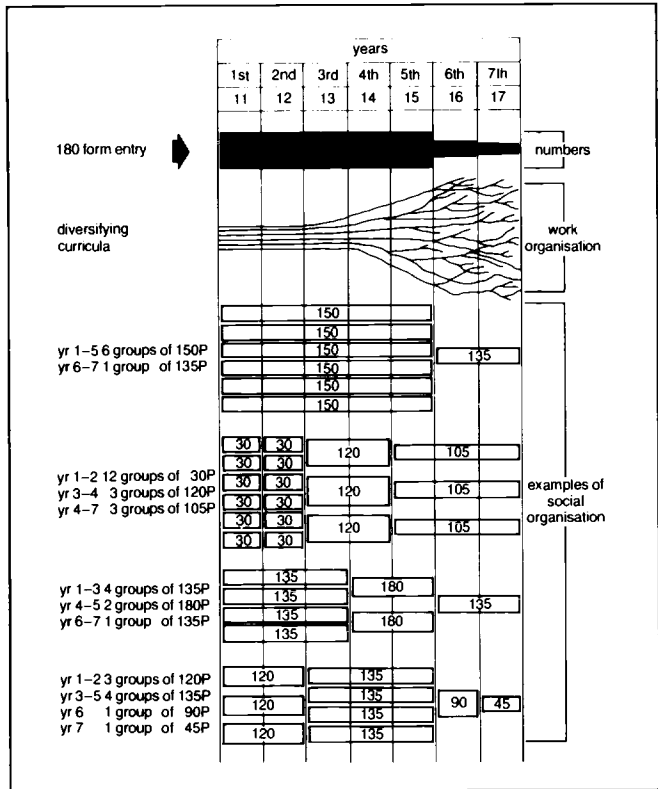 years
1st 2nd 3rd 4th 5th 6th 7th
11 12 13 14 15 16 17
180 form entry
numbers
diversifying
curricula
work
organisation
150
150
yr 1–5 6 groups of 150P
150
135
yr 6–7 1 group of 135P
150
150
150
30 30
120
105
30 30
yr 1–2 12 groups of 30P
30 30
yr 3–4 3 groups of 120P
120
105
examples of
social
organisation
yr 4–7 3 groups of 105P
30 30
30 30
120
105
30 30
135
yr 1–3 4 groups of 135P
180
135
yr 4–5 2 groups of 180P
135
135
yr 6–7 1 group of 135P
180
135
yr 1–2 3 groups of 120P
120
135
yr 3–5 4 groups of 135P
135
120
90 45
yr 6 1 group of 90P
135
yr 7 1 group of 45P
120
135